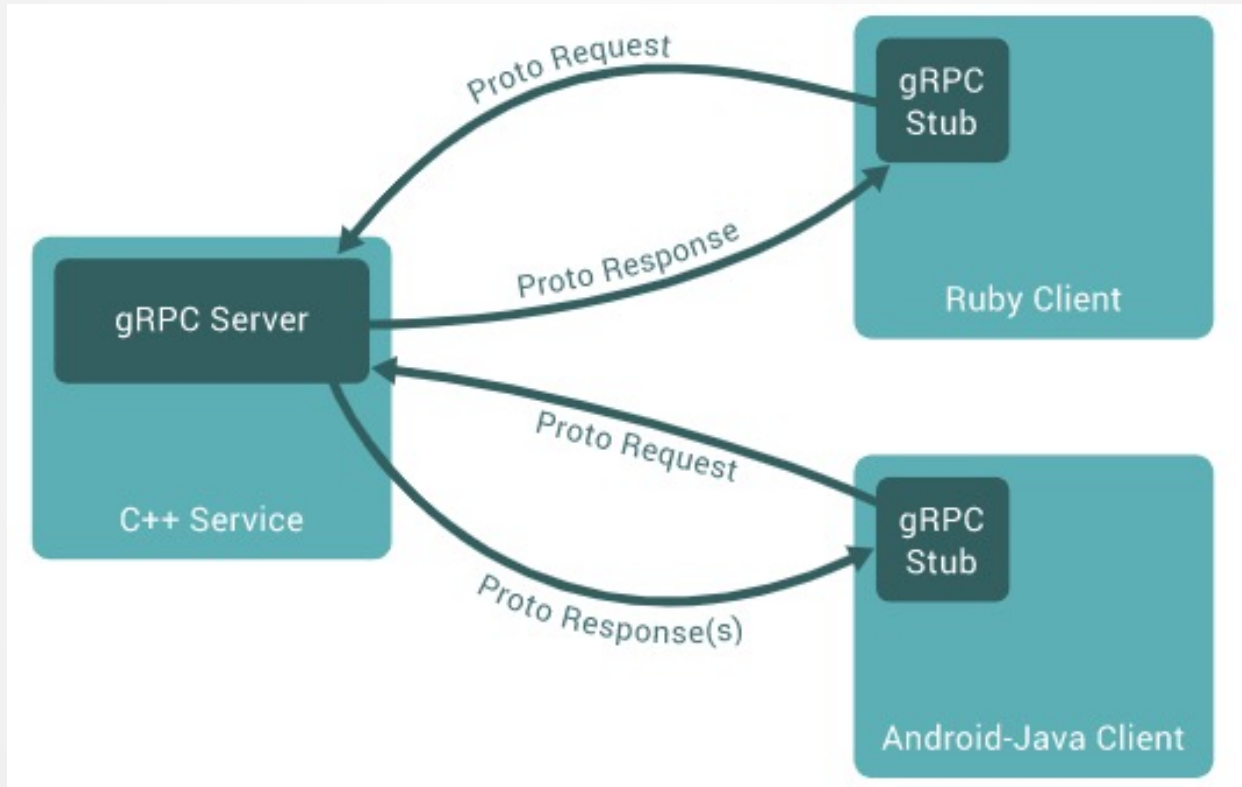 Proto Request
gRPC
Stub
Proto Response
Ruby Client
gRPC Server
C++ Service
Proto Request
gRPC
Stub
Proto Response(s)
Android-Java Client